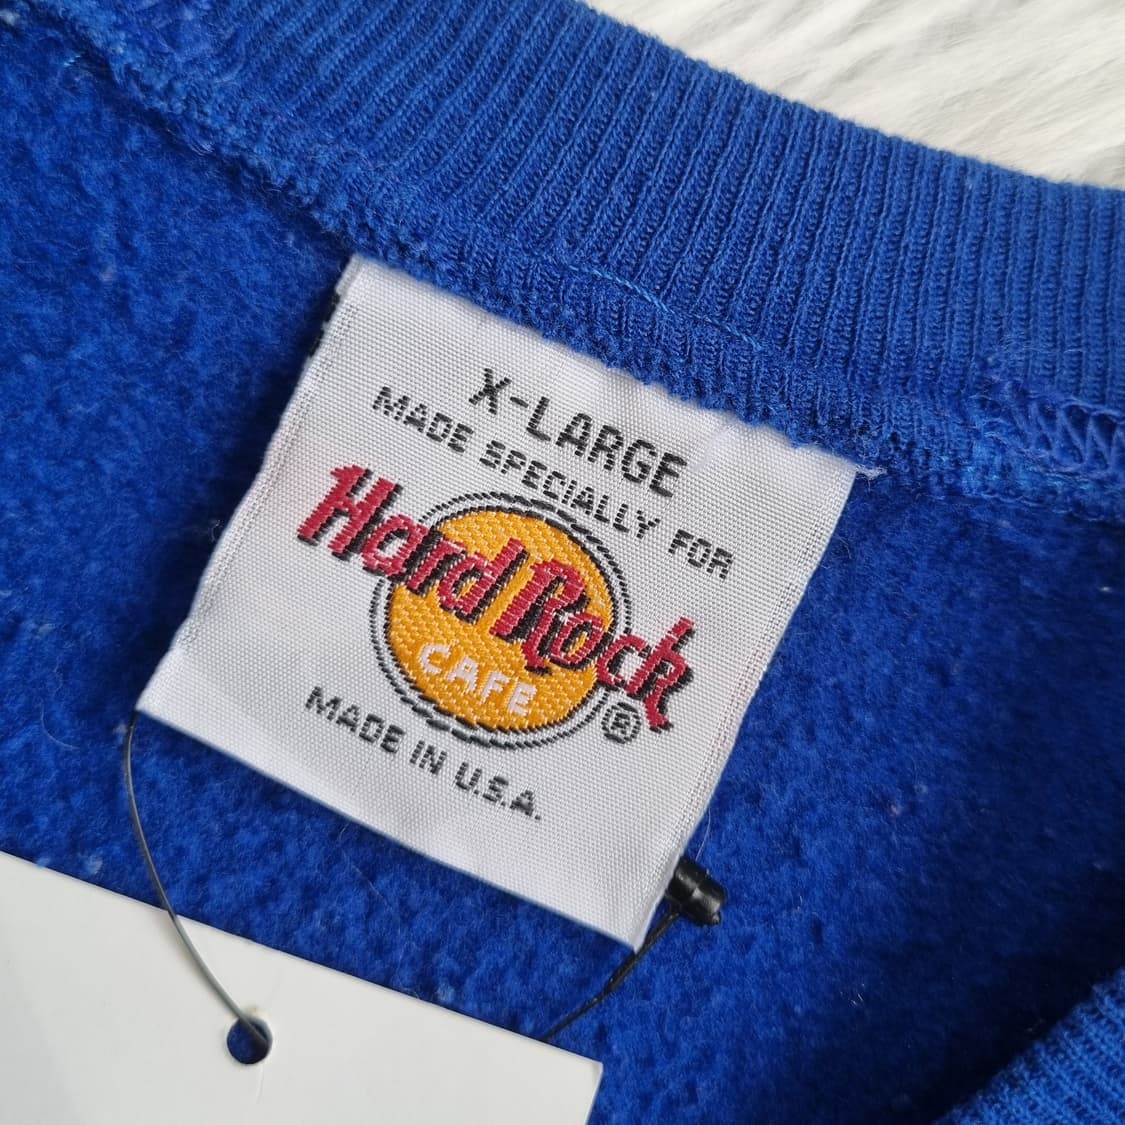 X-LARGE
MADE SPECIALLY FOR
Hard Rock
CAFE
®
MADE IN U.S.A.